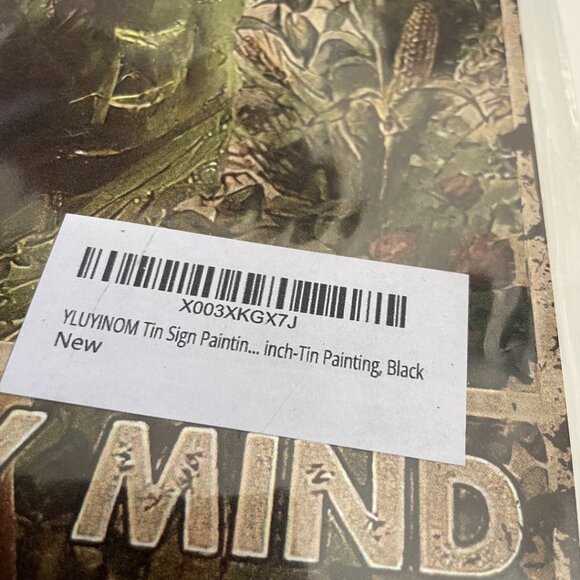 X003XKGX7J
YLUYINOM Tin Sign Paintin... inch-Tin Painting, Black
New
Y MIND